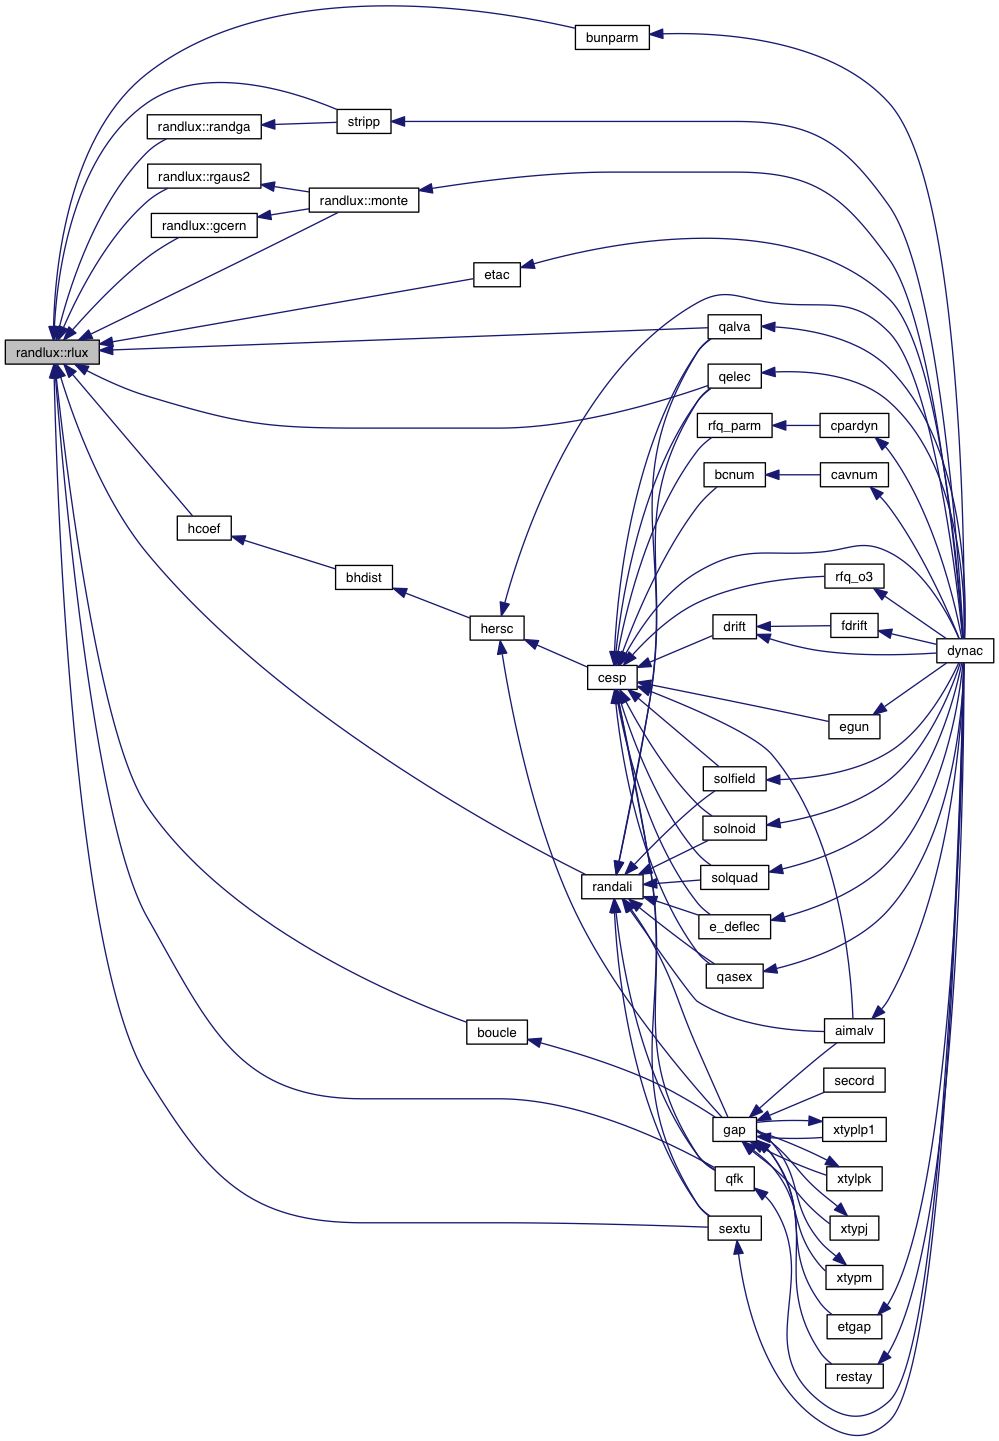 bunparm
stripp
randlux::randga
randlux::rgaus2
randlux::monte
randlux::gcern
etac
qalva
randlux::rlux
qelec
rfq_parm
cpardyn
bcnum
cavnum
hcoef
bhdist
rfq_o3
hersc
drift
fdrift
dynac
cesp
egun
solfield
solnoid
solquad
randali
e_deflec
qasex
boucle
aimalv
secord
gap
xtyplp1
qfk
xtylpk
sextu
xtypj
xtypm
etgap
restay